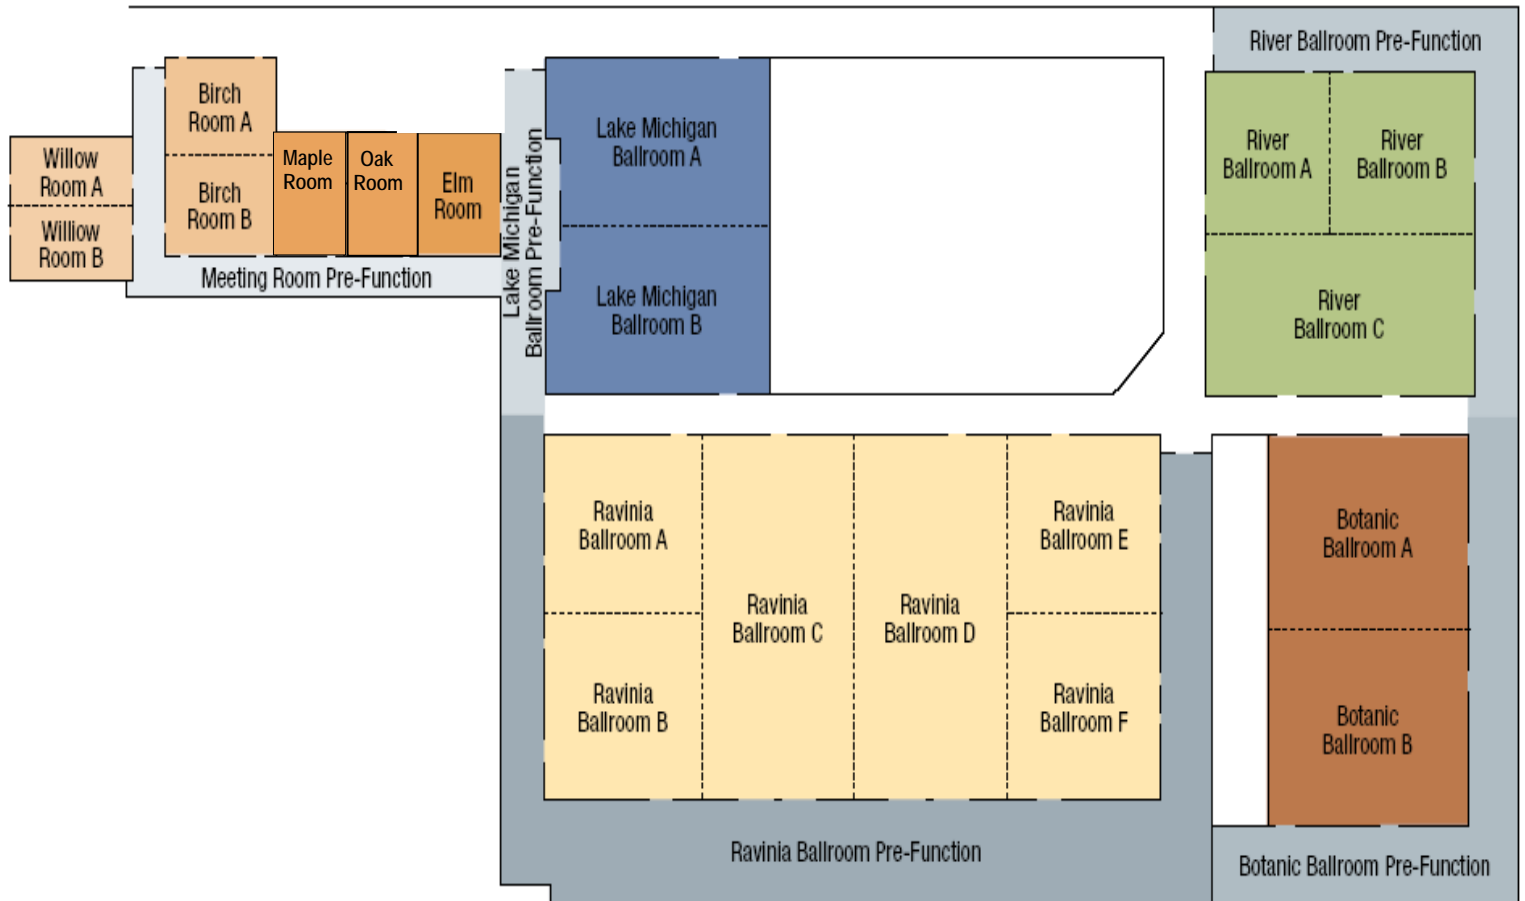 River Ballroom Pre-Function
Birch
Room A
Willow
Room A
Maple
Room
Oak
Room
Elm
Room
Birch
Room B
Williow
Room B
Meeting Room Pre-Function
Lake Michigan
Ballroom Pre-Function
Lake Michigan
Ballroom A
Lake Michigan
Ballroom B
River
Ballroom A
River
Ballroom B
River
Ballroom C
Ravinia
Ballroom A
Ravinia
Ballroom B
Ravinia
Ballroom C
Ravinia
Ballroom D
Ravinia
Ballroom E
Ravinia
Ballroom F
Botanic
Ballroom A
Botanic
Ballroom B
Ravinia Ballroom Pre-Function
Botanic Ballroom Pre-Function